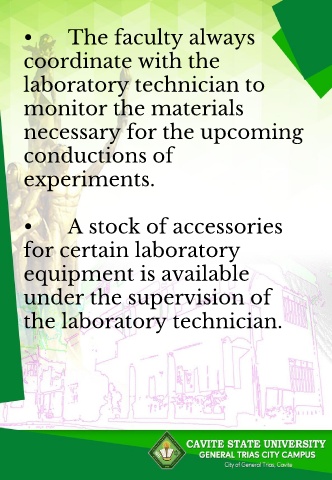 • The faculty always
coordinate with the
laboratory technician to
monitor the materials
necessary for the upcoming
conductions of
experiments.
• A stock of accessories
for certain laboratory
equipment is available
under the supervision of
the laboratory technician.
CAVITE STATE UNIVERSITY
GENERAL TRIAS CITY CAMPUS
City of General Trias, Cavite